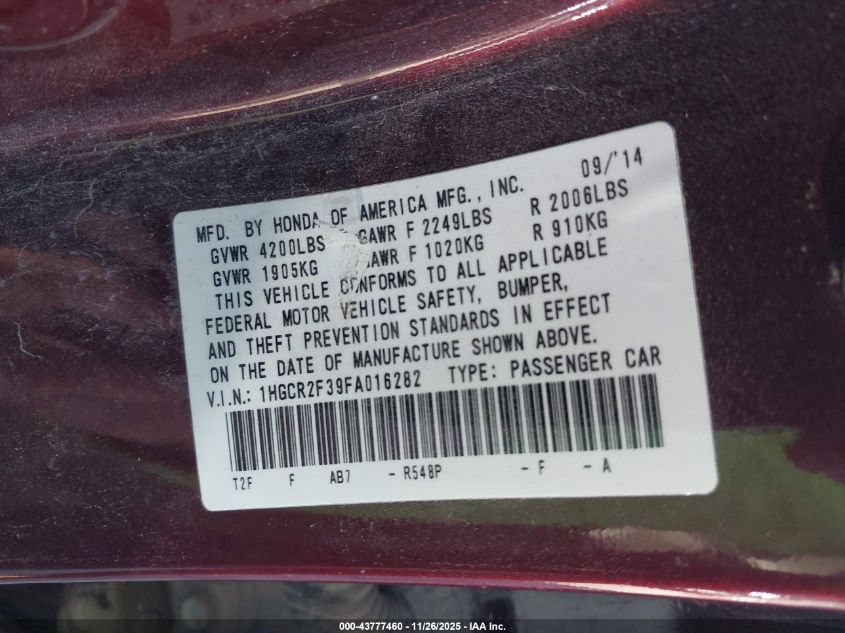 MFD. BY HONDA OF AMERICA MFG., INC. 09/'14
GVWR 4200LBS GAWR F 2249LBS R 2006LBS
GVWR 1905KG GAWR F 1020KG R 910KG
THIS VEHICLE CONFORMS TO ALL APPLICABLE
FEDERAL MOTOR VEHICLE SAFETY, BUMPER,
AND THEFT PREVENTION STANDARDS IN EFFECT
ON THE DATE OF MANUFACTURE SHOWN ABOVE.
V.I.N.: 1HGCR2F39FA016282 TYPE: PASSENGER CAR
T2F F AB7 - R548P - F - A
000-43777460 - 11/26/2025 - IAA Inc.